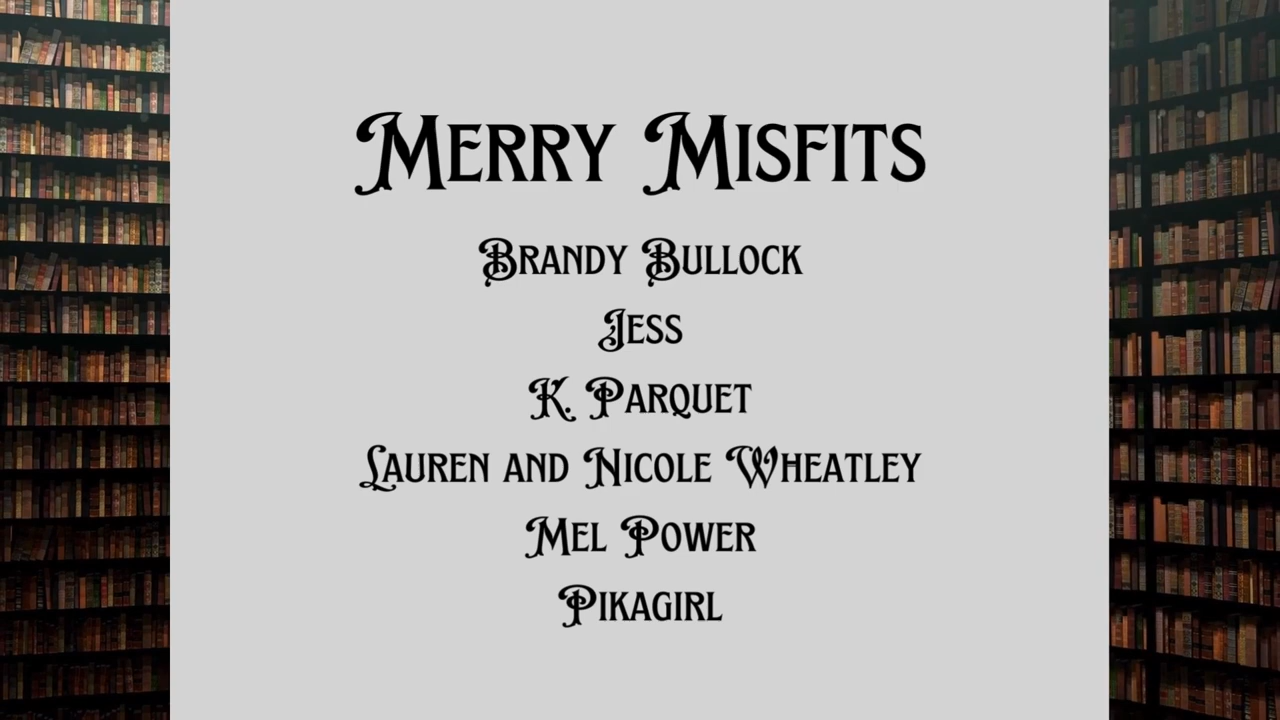 Merry Misfits
Brandy Bullock
Jess
K. Parquet
Lauren and Nicole Wheatley
Mel Power
Pikagirl